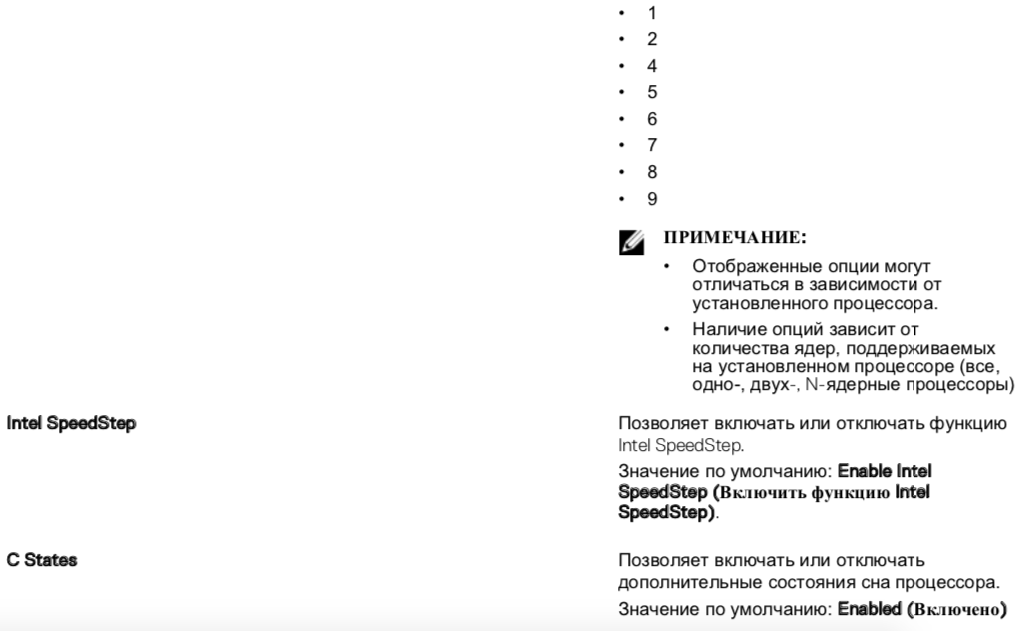 • 1
• 2
• 4
• 5
• 6
• 7
• 8
• 9
ПРИМЕЧАНИЕ:
• Отображенные опции могут
отличаться в зависимости от
установленного процессора.
• Наличие опций зависит от
количества ядер, поддерживаемых
на установленном процессоре (все,
одно-, двух-, N-ядерные процессоры)
Intel SpeedStep
Позволяет включать или отключать функцию
Intel SpeedStep.
Значение по умолчанию: Enable Intel
SpeedStep (Включить функцию Intel
SpeedStep).
C States
Позволяет включать или отключать
дополнительные состояния сна процессора.
Значение по умолчанию: Enabled (Включено)